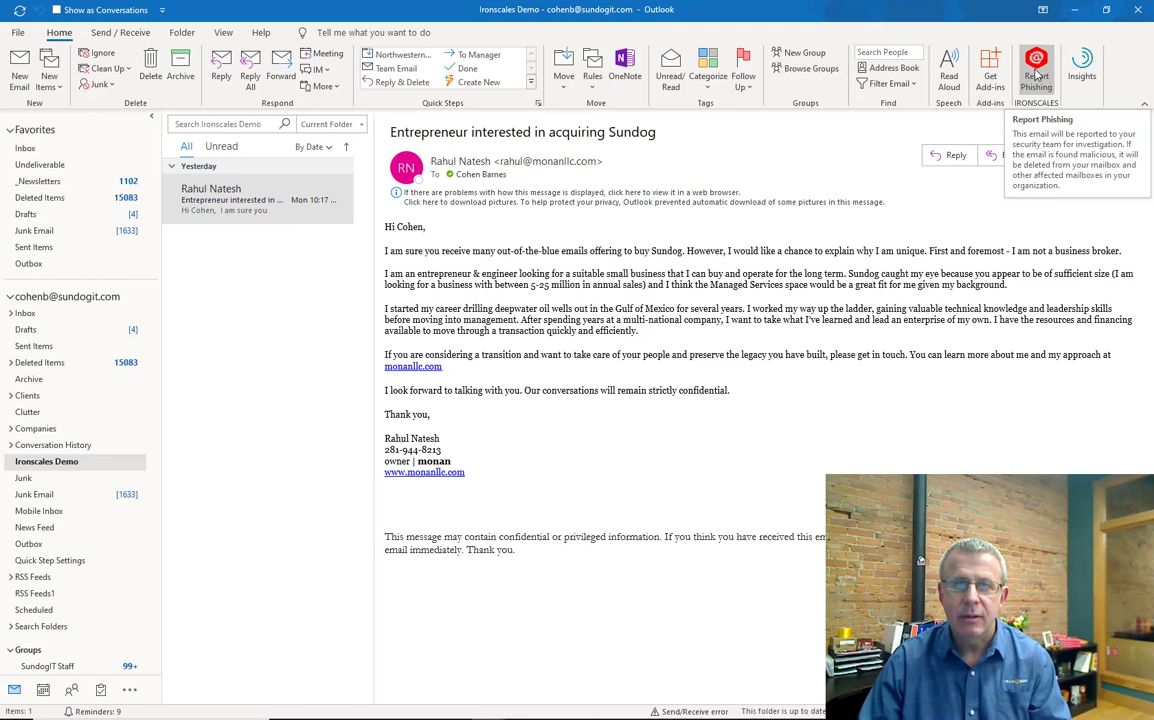 Show as Conversations
Ironscales Demo - cohenb@sundogit.com - Outlook
File Home Send / Receive Folder View Help Tell me what you want to do
New Email
New Items
New
Ignore
Clean Up
Junk
Delete
Archive
Delete
Reply
Reply All
Forward
Meeting
IM
More
Respond
Northwestern...
Team Email
Reply & Delete
To Manager
Done
Create New
Quick Steps
Move
Rules
OneNote
Move
Unread/ Read
Categorize
Follow Up
Tags
New Group
Browse Groups
Groups
Search People
Address Book
Filter Email
Find
Read Aloud
Speech
Get Add-ins
Add-ins
Report Phishing
IRONSCALES
Insights
Report Phishing
This email will be reported to your
security team for investigation. If
the email is found malicious, it will
be deleted from your mailbox and
other affected mailboxes in your
organization.
Favorites
Inbox
Undeliverable
_Newsletters 1102
Deleted Items 15083
Drafts [4]
Junk Email [1633]
Sent Items
Outbox
cohenb@sundogit.com
Inbox
Drafts [4]
Sent Items
Deleted Items 15083
Archive
Clients
Clutter
Companies
Conversation History
Ironscales Demo
Junk
Junk Email [1633]
Mobile Inbox
News Feed
Outbox
Quick Step Settings
RSS Feeds
RSS Feeds1
Scheduled
Search Folders
Groups
SundogIT Staff 99+
Search Ironscales Demo Current Folder
All Unread By Date
Yesterday
Rahul Natesh
Entrepreneur interested in ... Mon 10:17 ...
Hi Cohen, I am sure you
Entrepreneur interested in acquiring Sundog
RN
Rahul Natesh <rahul@monanllc.com>
To Cohen Barnes
Reply
If there are problems with how this message is displayed, click here to view it in a web browser.
Click here to download pictures. To help protect your privacy, Outlook prevented automatic download of some pictures in this message.
Hi Cohen,
I am sure you receive many out-of-the-blue emails offering to buy Sundog. However, I would like a chance to explain why I am unique. First and foremost - I am not a business broker.
I am an entrepreneur & engineer looking for a suitable small business that I can buy and operate for the long term. Sundog caught my eye because you appear to be of sufficient size (I am
looking for a business with between 5-25 million in annual sales) and I think the Managed Services space would be a great fit for me given my background.
I started my career drilling deepwater oil wells out in the Gulf of Mexico for several years. I worked my way up the ladder, gaining valuable technical knowledge and leadership skills
before moving into management. After spending years at a multi-national company, I want to take what I've learned and lead an enterprise of my own. I have the resources and financing
available to move through a transaction quickly and efficiently.
If you are considering a transition and want to take care of your people and preserve the legacy you have built, please get in touch. You can learn more about me and my approach at
monanllc.com
I look forward to talking with you. Our conversations will remain strictly confidential.
Thank you,
Rahul Natesh
281-944-8213
owner | monan
www.monanllc.com
This message may contain confidential or privileged information. If you think you have received this em
email immediately. Thank you.
Items: 1 Reminders: 9
Send/Receive error This folder is up to date